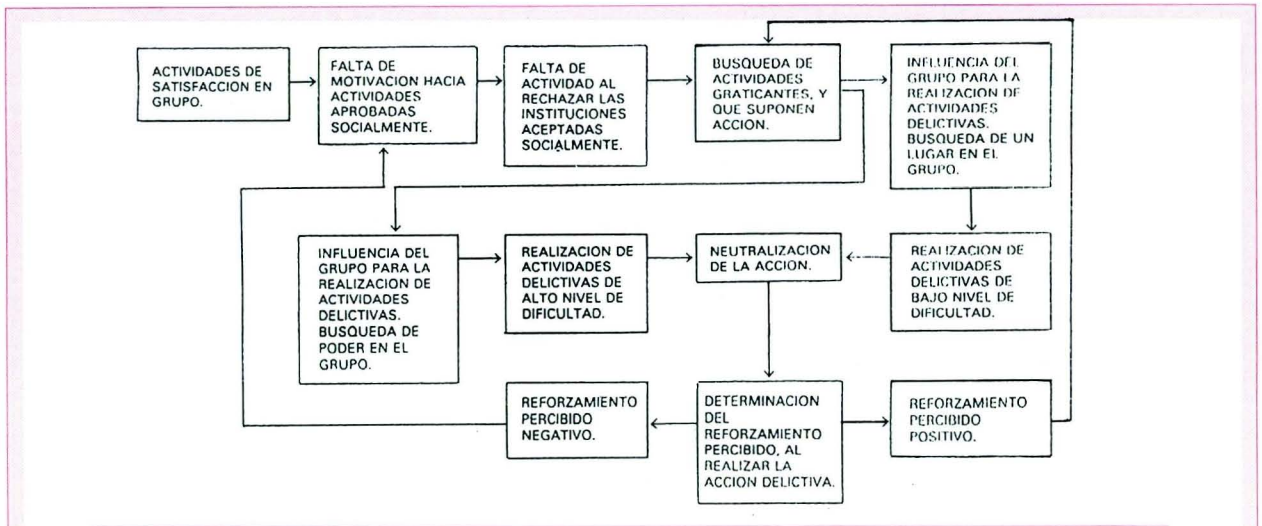 ACTIVIDADES DE
SATISFACCION EN
GRUPO.
FALTA DE
MOTIVACION HACIA
ACTIVIDADES
APROBADAS
SOCIALMENTE.
FALTA DE
ACTIVIDAD AL
RECHAZAR LAS
INSTITUCIONES
ACEPTADAS
SOCIALMENTE.
BUSQUEDA DE
ACTIVIDADES
GRATICANTES, Y
QUE SUPONEN
ACCION.
INFLUENCIA DEL
GRUPO PARA LA
REALIZACION DE
ACTIVIDADES
DELICTIVAS.
BUSQUEDA DE UN
LUGAR EN EL
GRUPO.
INFLUENCIA DEL
GRUPO PARA LA
REALIZACION DE
ACTIVIDADES
DELICTIVAS.
BUSQUEDA DE
PODER EN EL
GRUPO.
REALIZACION DE
ACTIVIDADES
DELICTIVAS DE
ALTO NIVEL DE
DIFICULTAD.
NEUTRALIZACION
DE LA ACCION.
REALIZACION DE
ACTIVIDADES
DELICTIVAS DE
BAJO NIVEL DE
DIFICULTAD.
REFORZAMIENTO
PERCIBIDO
NEGATIVO.
DETERMINACION
DEL
REFORZAMIENTO
PERCIBIDO, AL
REALIZAR LA
ACCION DELICTIVA.
REFORZAMIENTO
PERCIBIDO
POSITIVO.